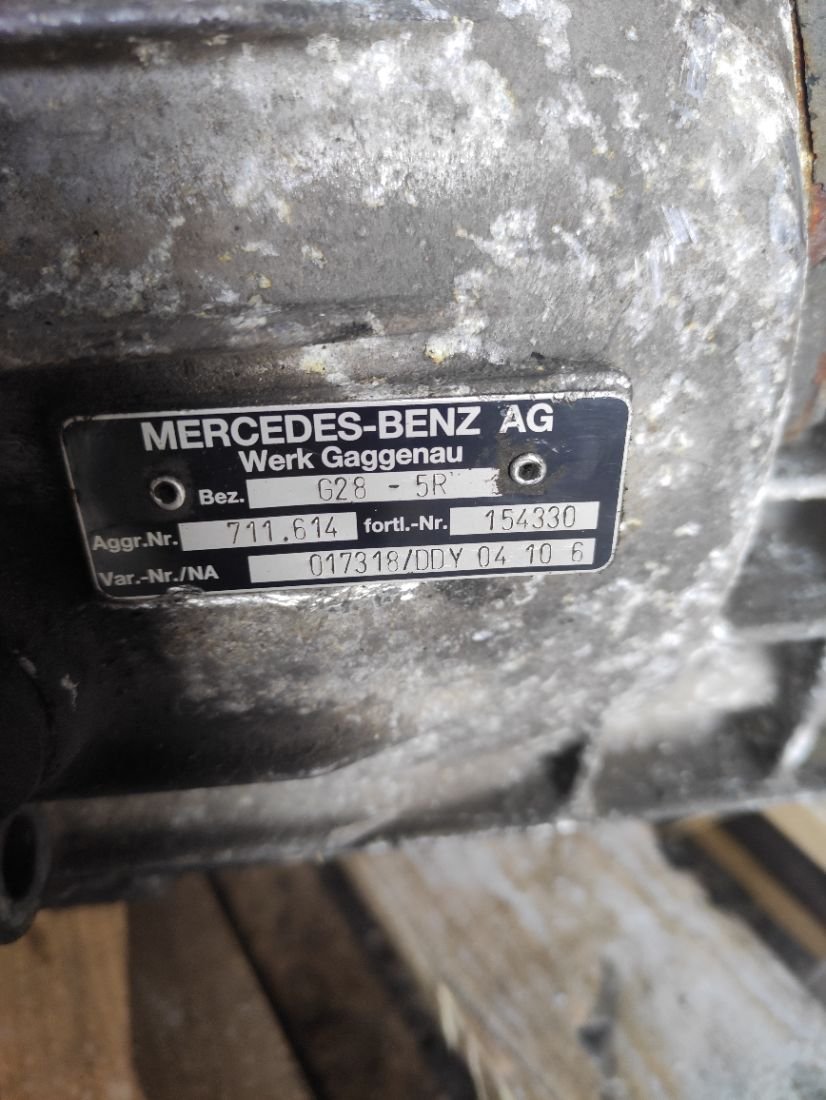 MERCEDES-BENZ AG
Werk Gaggenau
Bez. G28 - 5R
Aggr.Nr. 711.614 fortl.-Nr. 154330
Var.-Nr./NA 017318/DDY 04 10 6